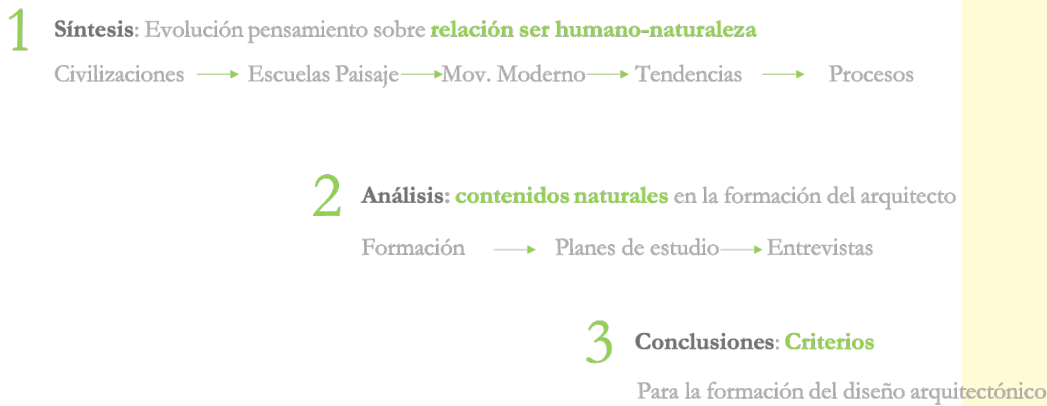 1 Síntesis: Evolución pensamiento sobre relación ser humano-naturaleza
Civilizaciones Escuelas Paisaje Mov. Moderno Tendencias Procesos
2 Análisis: contenidos naturales en la formación del arquitecto
Formación Planes de estudio Entrevistas
3 Conclusiones: Criterios
Para la formación del diseño arquitectónico